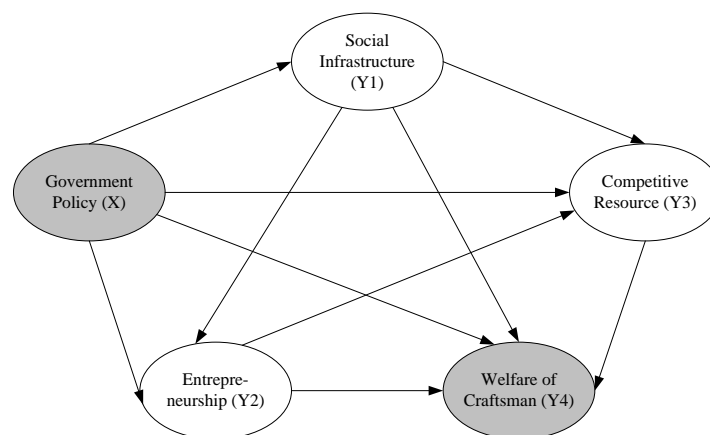 Social
Infrastructure
(Y1)
Government
Policy (X)
Competitive
Resource (Y3)
Entrepre-
neurship (Y2)
Welfare of
Craftsman (Y4)